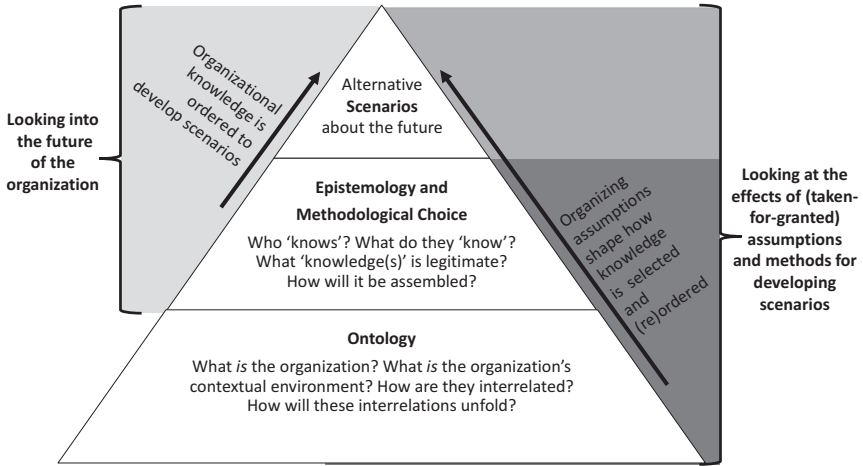 Looking into
the future
of the
organization
Organizational
knowledge is
ordered to
develop scenarios
Alternative
Scenarios
about the future
Epistemology and
Methodological Choice
Who ‘knows’? What do they ‘know’?
What ‘knowledge(s)’ is legitimate?
How will it be assembled?
Ontology
What is the organization? What is the organization’s
contextual environment? How are they interrelated?
How will these interrelations unfold?
Organizing
assumptions
shape how
knowledge
is selected
and
(re)ordered
Looking at the
effects of (taken-
for-granted)
assumptions
and methods for
developing
scenarios